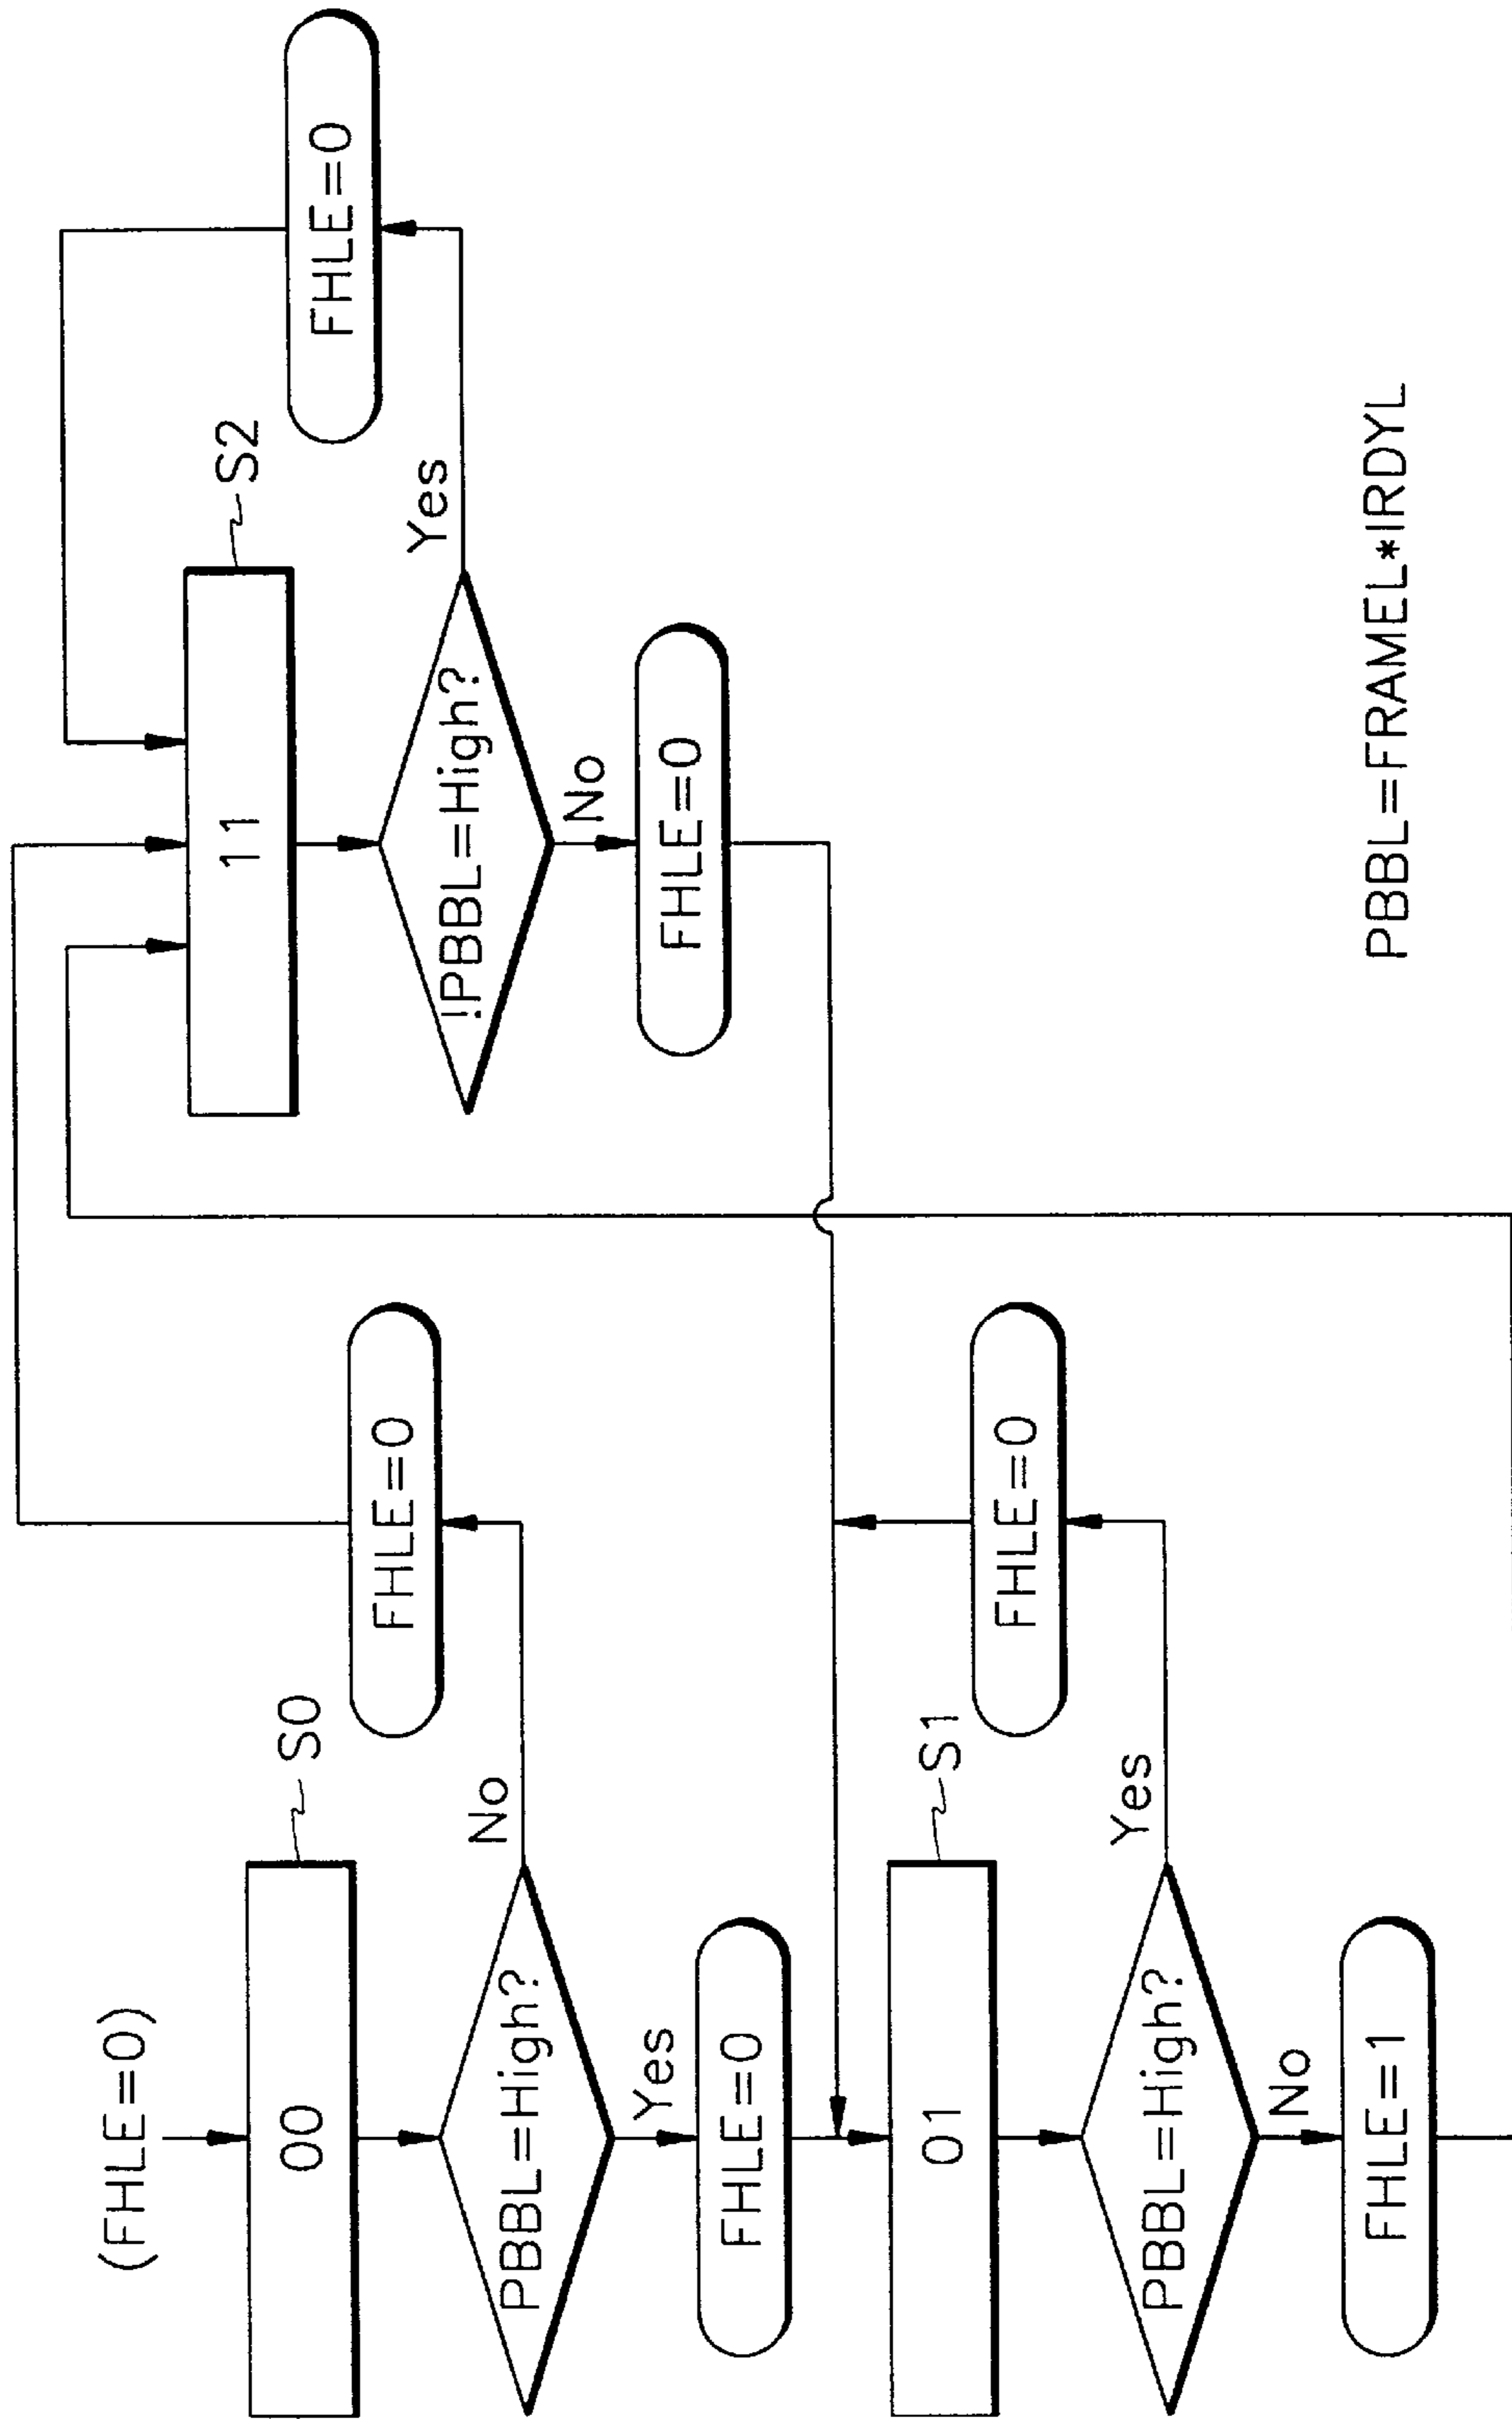 (FHLE=0)
00
S0
PBBL=High?
No
FHLE=0
Yes
FHLE=0
01
S1
PBBL=High?
Yes
FHLE=0
No
FHLE=1
11
S2
!PBBL=High?
Yes
FHLE=0
No
FHLE=0
PBBL=FRAMEL*IRDYL